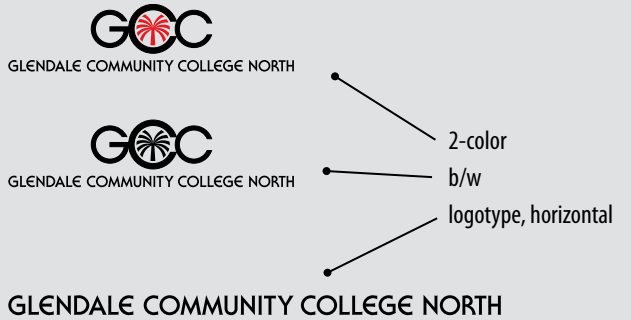 GCC
GLENDALE COMMUNITY COLLEGE NORTH
2-color
GCC
GLENDALE COMMUNITY COLLEGE NORTH
b/w
logotype, horizontal
GLENDALE COMMUNITY COLLEGE NORTH